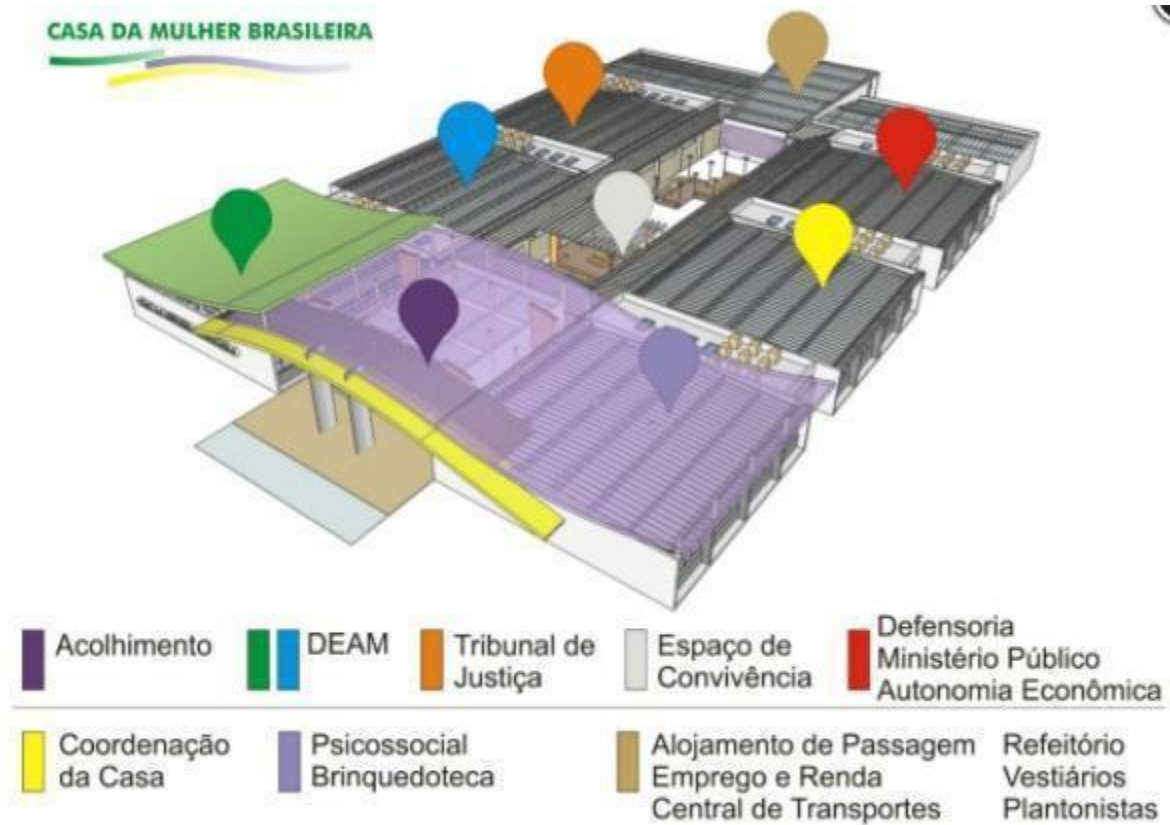 CASA DA MULHER BRASILEIRA
Acolhimento
DEAM
Tribunal de
Justiça
Espaço de
Convivência
Defensoria
Ministério Público
Autonomia Econômica
Coordenação
da Casa
Psicossocial
Brinquedoteca
Alojamento de Passagem
Emprego e Renda
Central de Transportes
Refeitório
Vestiários
Plantonistas